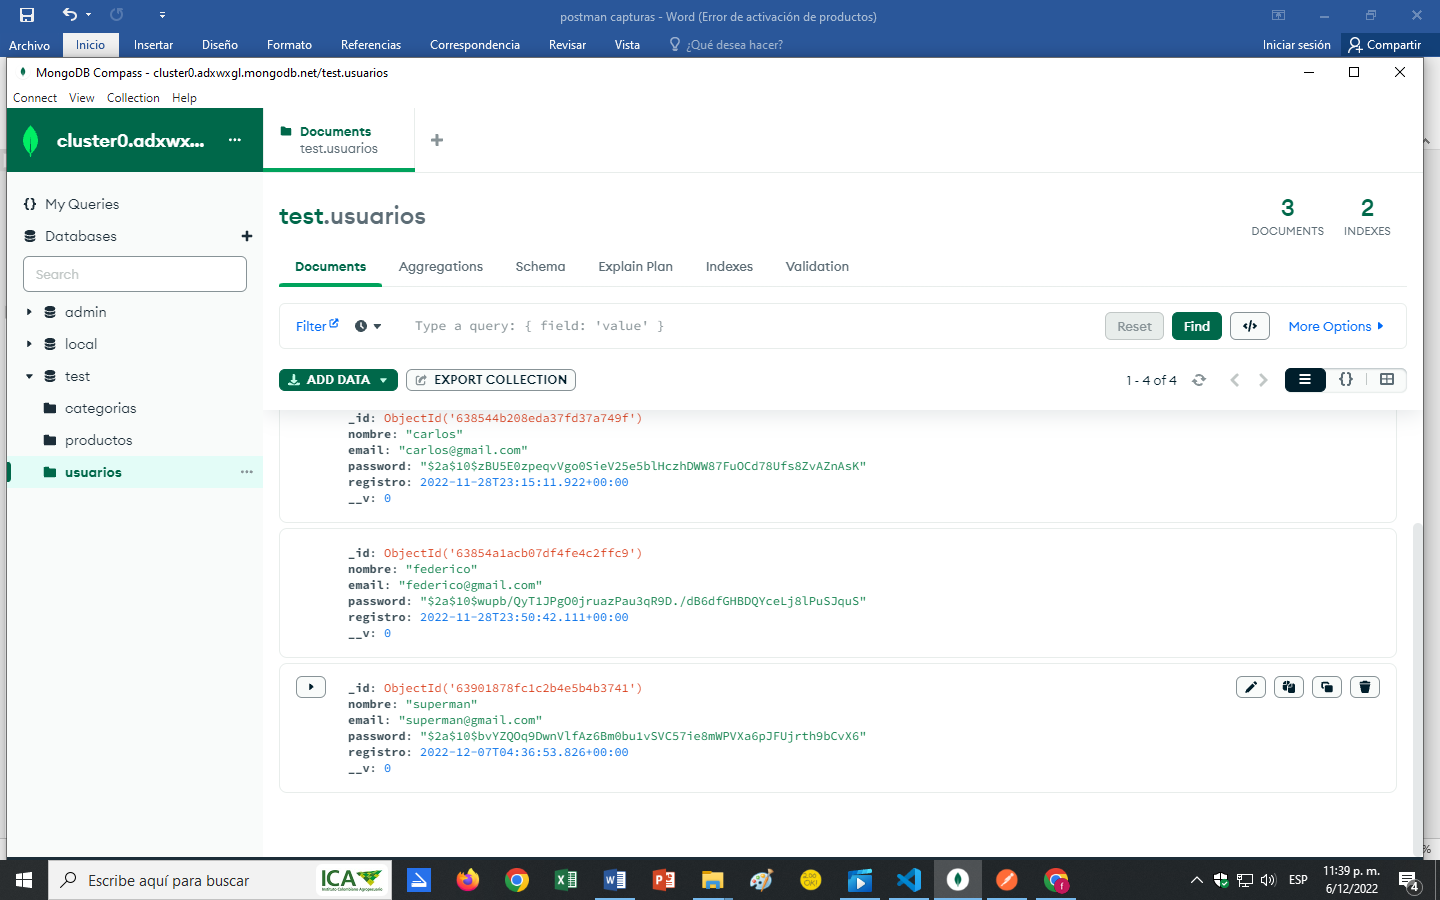 postman capturas - Word (Error de activación de productos)
Archivo Inicio Insertar Diseño Formato Referencias Correspondencia Revisar Vista ¿Qué desea hacer? Iniciar sesión Compartir
MongoDB Compass - cluster0.adxwxgl.mongodb.net/test.usuarios
Connect View Collection Help
cluster0.adxwx... ...
Documents
test.usuarios
My Queries
Databases
Search
admin
local
test
categorias
productos
usuarios
test.usuarios
3 DOCUMENTS
2 INDEXES
Documents Aggregations Schema Explain Plan Indexes Validation
Filter Type a query: { field: 'value' } Reset Find </> More Options
ADD DATA EXPORT COLLECTION 1 - 4 of 4 {}
_id: ObjectId('638544b208eda37fd37a749f')
nombre: "carlos"
email: "carlos@gmail.com"
password: "$2a$10$zBU5E0zpeqvVgo0SieV25e5blHczhDWW87FuOCd78Ufs8ZvAZnAsK"
registro: 2022-11-28T23:15:11.922+00:00
__v: 0
_id: ObjectId('63854a1acb07df4fe4c2ffc9')
nombre: "federico"
email: "federico@gmail.com"
password: "$2a$10$wupb/QyT1JPgO0jruazPau3qR9D./dB6dfGHBDQYceLj8lPuSJquS"
registro: 2022-11-28T23:50:42.111+00:00
__v: 0
_id: ObjectId('63901878fc1c2b4e5b4b3741')
nombre: "superman"
email: "superman@gmail.com"
password: "$2a$10$bvYZQOq9DwnVlfAz6Bm0bu1vSVC57ie8mWPVXa6pJFUjrth9bCvX6"
registro: 2022-12-07T04:36:53.826+00:00
__v: 0
%
Escribe aquí para buscar
ICA
ESP
11:39 p. m.
6/12/2022
4